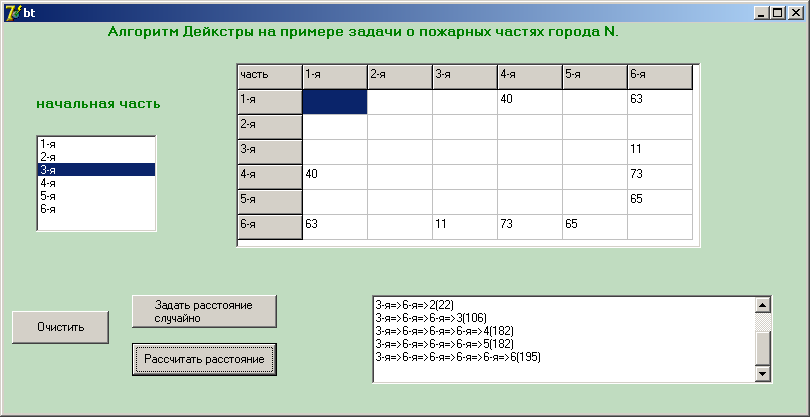 bt
Алгоритм Дейкстры на примере задачи о пожарных частях города N.
начальная часть
1-я
2-я
3-я
4-я
5-я
6-я
часть 1-я 2-я 3-я 4-я 5-я 6-я
1-я 40 63
2-я
3-я 11
4-я 40 73
5-я 65
6-я 63 11 73 65
Очистить
Задать расстояние
случайно
Рассчитать расстояние
3-я=>6-я=>2(22)
3-я=>6-я=>6-я=>3(106)
3-я=>6-я=>6-я=>6-я=>4(182)
3-я=>6-я=>6-я=>6-я=>5(182)
3-я=>6-я=>6-я=>6-я=>6-я=>6(195)